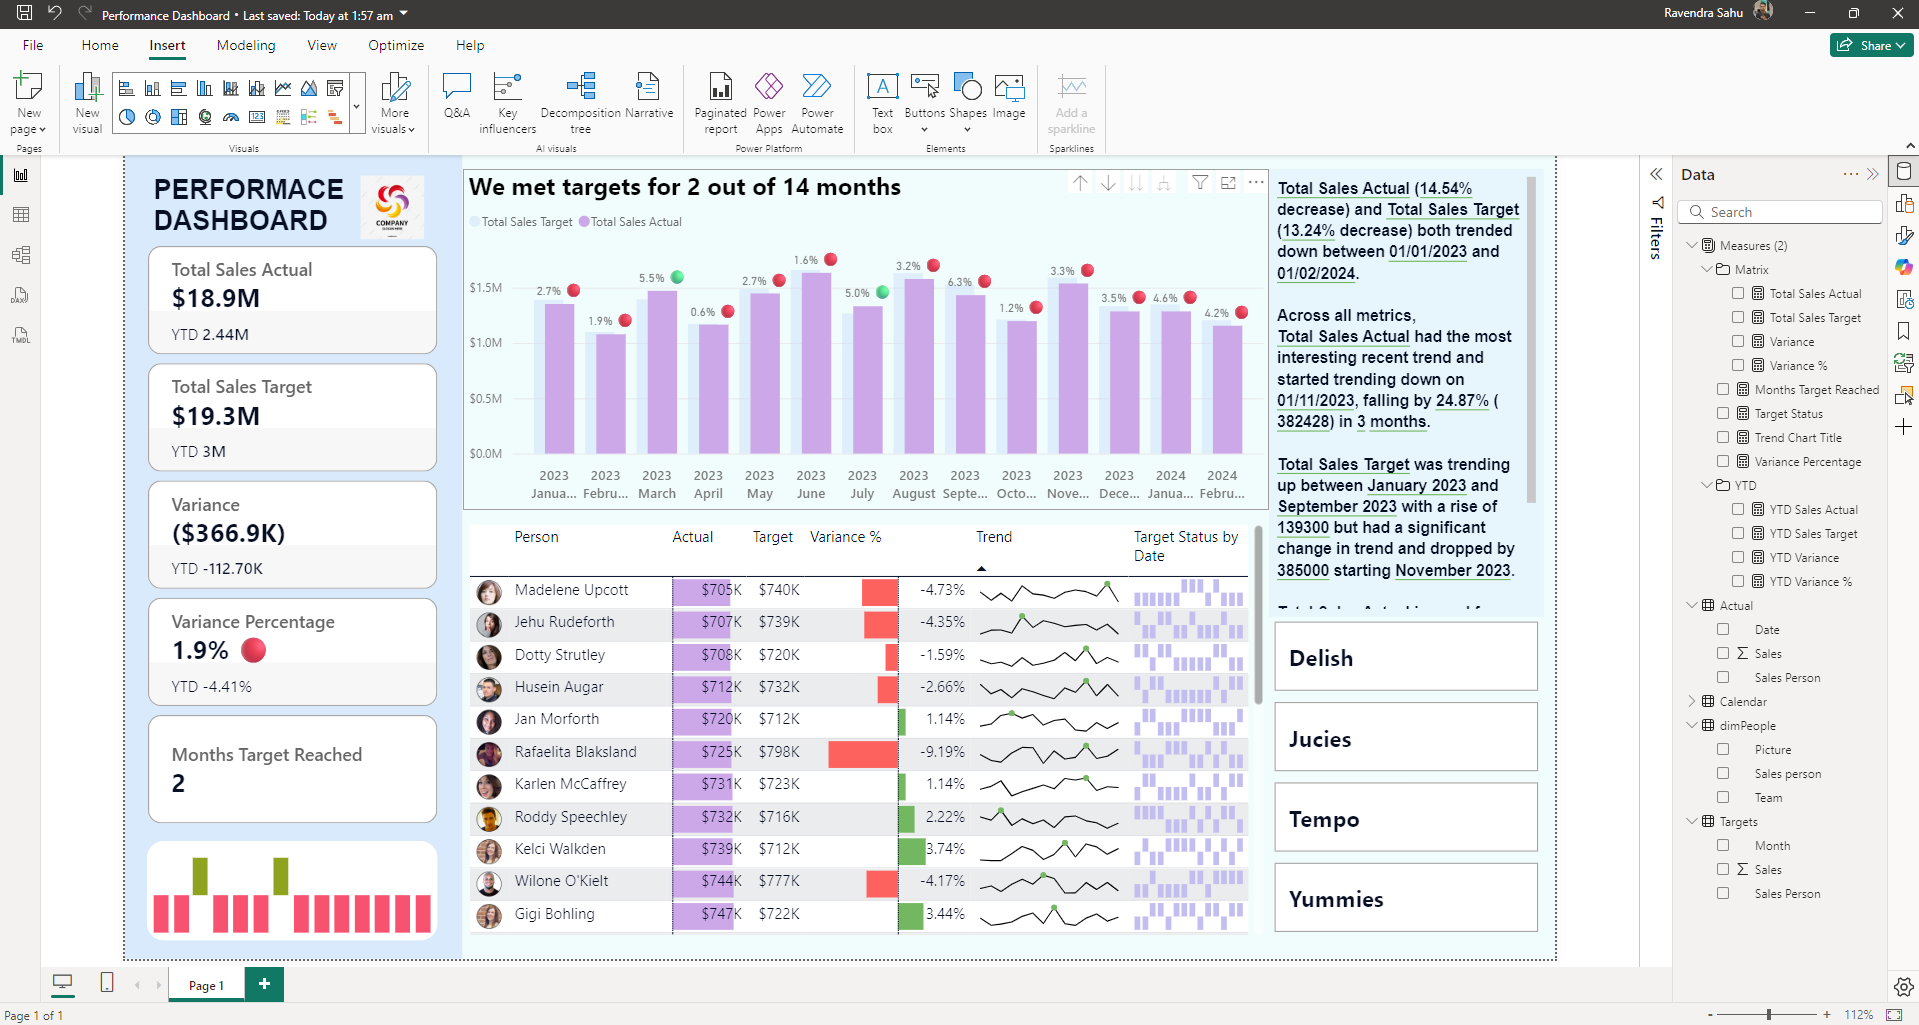 Performance Dashboard • Last saved: Today at 1:57 am
Ravendra Sahu
File Home Insert Modeling View Optimize Help
Share
New page
New visual
More visuals
Q&A
Key influencers
Decomposition tree
Narrative
Paginated report
Power Apps
Power Automate
Text box
Buttons
Shapes
Image
Add a sparkline
Pages
Visuals
AI visuals
Power Platform
Elements
Sparklines
DAX
TMDL
PERFORMACE
DASHBOARD
COMPANY
Total Sales Actual
$18.9M
YTD 2.44M
Total Sales Target
$19.3M
YTD 3M
Variance
($366.9K)
YTD -112.70K
Variance Percentage
1.9%
YTD -4.41%
Months Target Reached
2
We met targets for 2 out of 14 months
Total Sales Target Total Sales Actual
$1.5M
$1.0M
$0.5M
$0.0M
2.7% 1.9% 5.5% 0.6% 2.7% 1.6% 5.0% 3.2% 6.3% 1.2% 3.3% 3.5% 4.6% 4.2%
2023 2023 2023 2023 2023 2023 2023 2023 2023 2023 2023 2023 2024 2024
Janua... Febru... March April May June July August Septe... Octo... Nove... Dece... Janua... Febru...
Person Actual Target Variance % Trend Target Status by
Date
Madelene Upcott $705K $740K -4.73%
Jehu Rudeforth $707K $739K -4.35%
Dotty Strutley $708K $720K -1.59%
Husein Augar $712K $732K -2.66%
Jan Morforth $720K $712K 1.14%
Rafaelita Blaksland $725K $798K -9.19%
Karlen McCaffrey $731K $723K 1.14%
Roddy Speechley $732K $716K 2.22%
Kelci Walkden $739K $712K 3.74%
Wilone O'Kielt $744K $777K -4.17%
Gigi Bohling $747K $722K 3.44%
Total Sales Actual (14.54%
decrease) and Total Sales Target
(13.24% decrease) both trended
down between 01/01/2023 and
01/02/2024.
Across all metrics,
Total Sales Actual had the most
interesting recent trend and
started trending down on
01/11/2023, falling by 24.87% (
382428) in 3 months.
Total Sales Target was trending
up between January 2023 and
September 2023 with a rise of
139300 but had a significant
change in trend and dropped by
385000 starting November 2023.
Delish
Jucies
Tempo
Yummies
Filters
Data
Search
Measures (2)
Matrix
Total Sales Actual
Total Sales Target
Variance
Variance %
Months Target Reached
Target Status
Trend Chart Title
Variance Percentage
YTD
YTD Sales Actual
YTD Sales Target
YTD Variance
YTD Variance %
Actual
Date
Sales
Sales Person
Calendar
dimPeople
Picture
Sales person
Team
Targets
Month
Sales
Sales Person
Page 1
Page 1 of 1
- + 112%